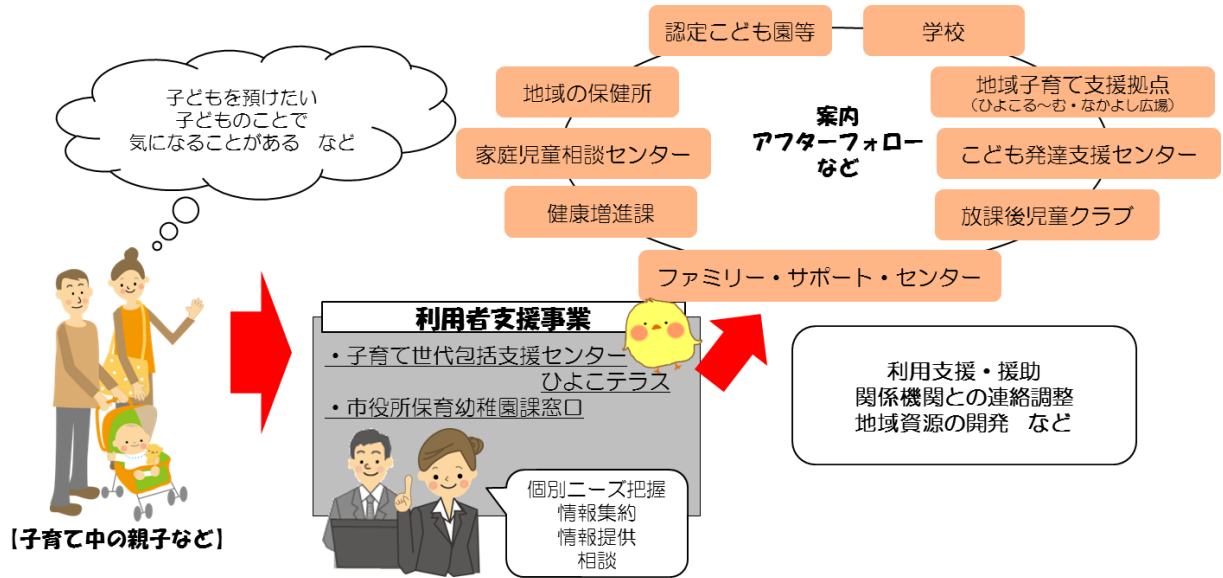 子どもを預けたい
子どものことで
気になることがある など
【子育て中の親子など】
利用者支援事業
・子育て世代包括支援センター
ひよこテラス
・市役所保育幼稚園課窓口
個別ニーズ把握
情報集約
情報提供
相談
認定こども園等
学校
地域の保健所
地域子育て支援拠点
(ひよこる～む・なかよし広場)
家庭児童相談センター
こども発達支援センター
健康増進課
放課後児童クラブ
ファミリー・サポート・センター
案内
アフターフォロー
など
利用支援・援助
関係機関との連絡調整
地域資源の開発 など